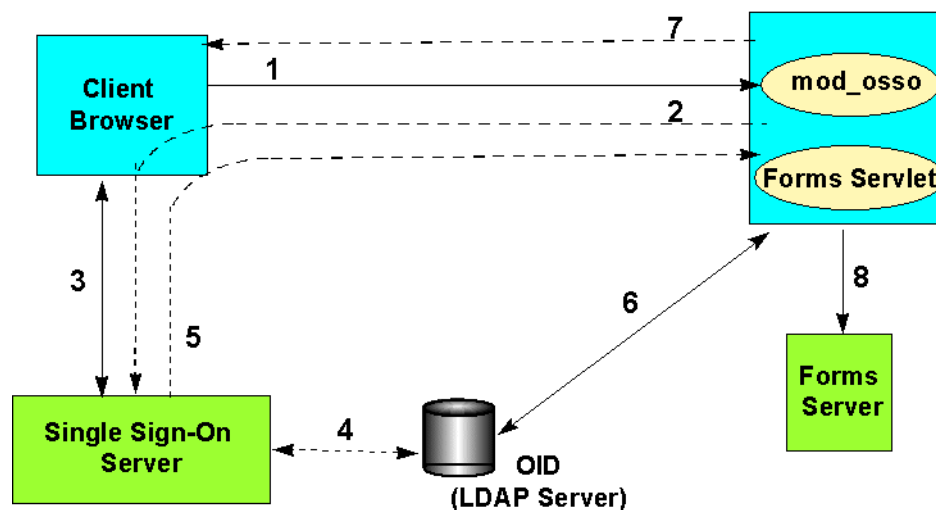 7
1
mod_osso
Client
Browser
2
Forms Servlet
3
5
6
8
Forms
Server
Single Sign-On
Server
4
OID
(LDAP Server)